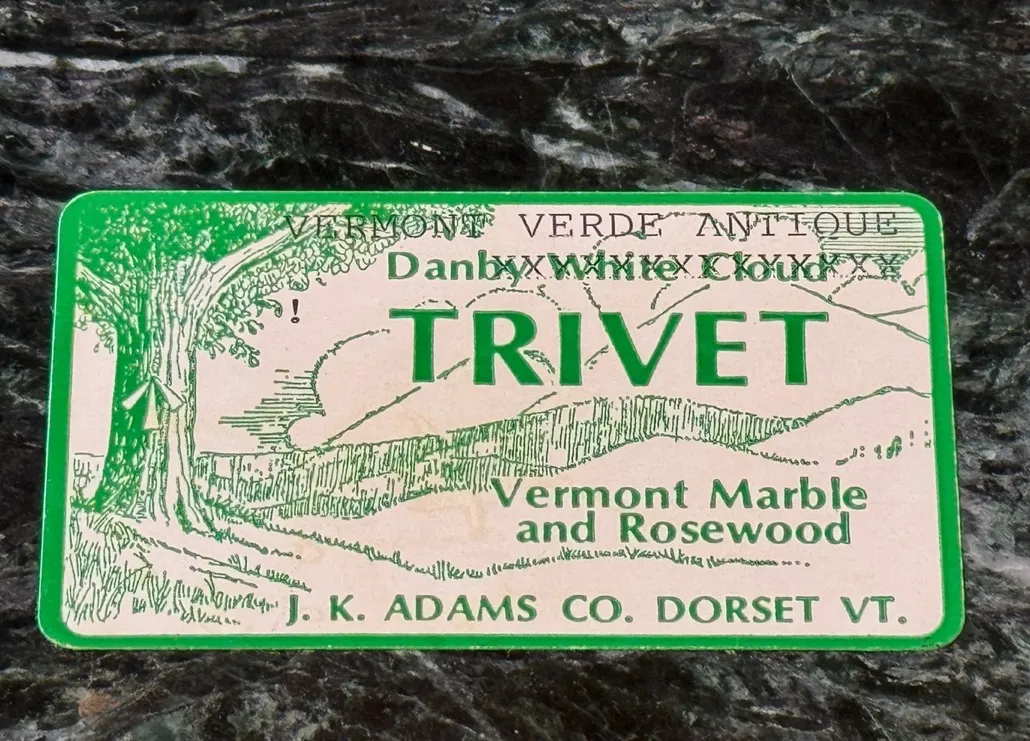 VERMONT VERDE ANTIQUE
Danby White Cloud
!
TRIVET
Vermont Marble
and Rosewood
J. K. ADAMS CO. DORSET VT.